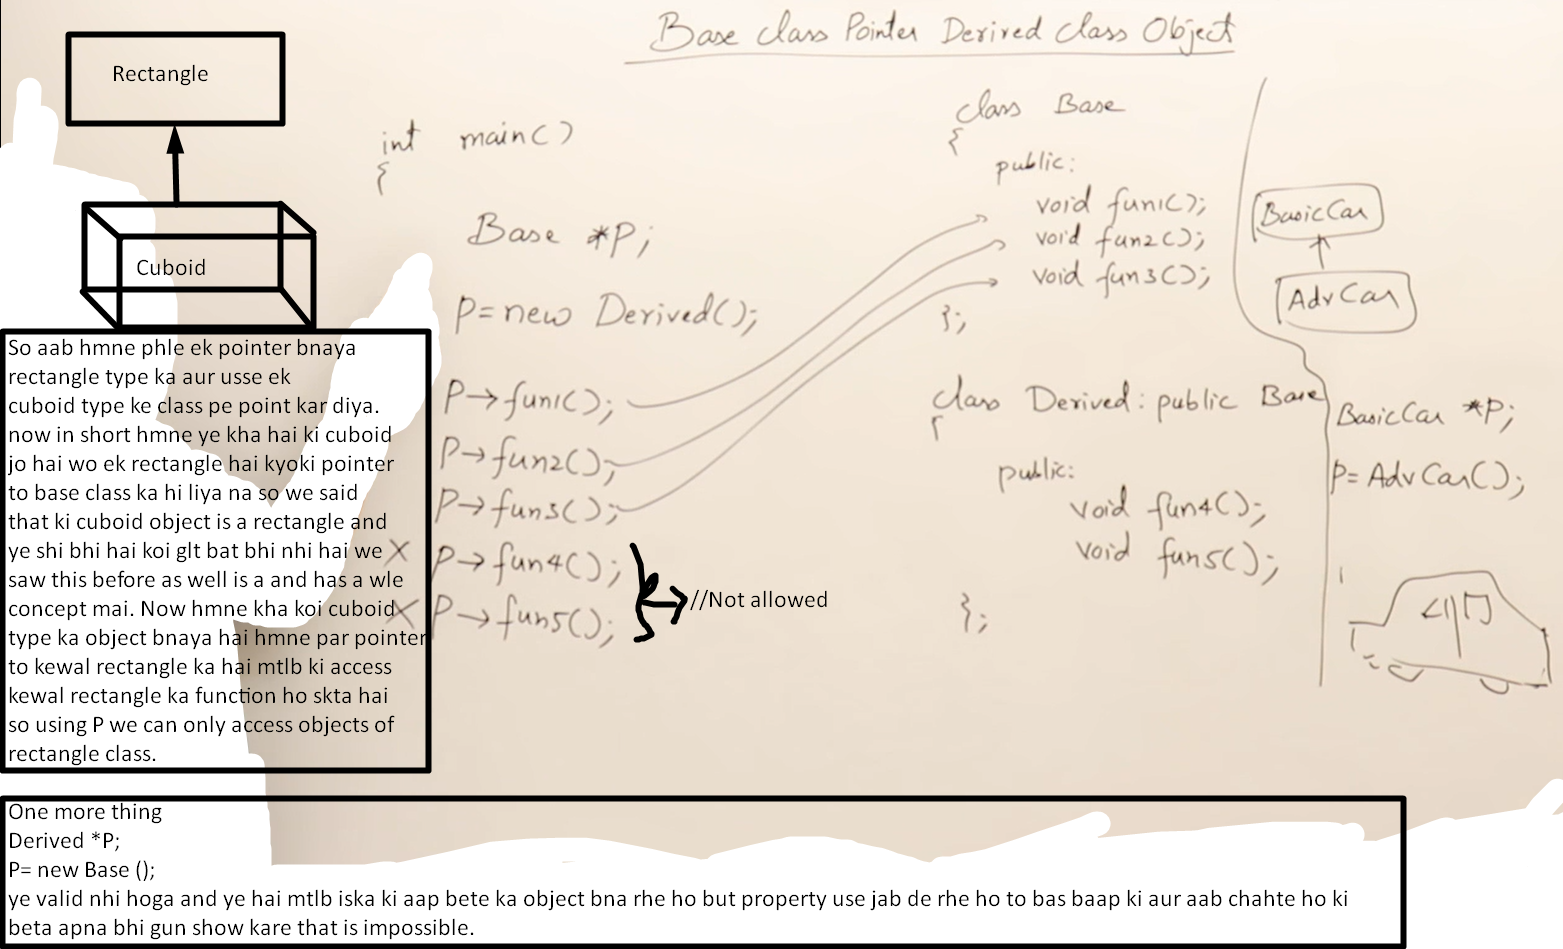 Base class Pointer Derived Class Object
Rectangle
Cuboid
So aab hmne phle ek pointer bnaya
rectangle type ka aur usse ek
cuboid type ke class pe point kar diya.
now in short hmne ye kha hai ki cuboid
jo hai wo ek rectangle hai kyoki pointer
to base class ka hi liya na so we said
that ki cuboid object is a rectangle and
ye shi bhi hai koi glt bat bhi nhi hai we
saw this before as well is a and has a wle
concept mai. Now hmne kha koi cuboid
type ka object bnaya hai hmne par pointer
to kewal rectangle ka hai mtlb ki access
kewal rectangle ka function ho skta hai
so using P we can only access objects of
rectangle class.
int main()
{
Base *P;
P=new Derived();
P→fun1();
P→fun2();
P→fun3();
X P→fun4();
X P→fun5();
//Not allowed
class Base
{
public:
void fun1();
void fun2();
void fun3();
};
class Derived: public Base
{
public:
void fun4();
void fun5();
};
BasicCar
AdvCar
BasicCar *P;
P= AdvCar();
One more thing
Derived *P;
P= new Base ();
ye valid nhi hoga and ye hai mtlb iska ki aap bete ka object bna rhe ho but property use jab de rhe ho to bas baap ki aur aab chahte ho ki
beta apna bhi gun show kare that is impossible.